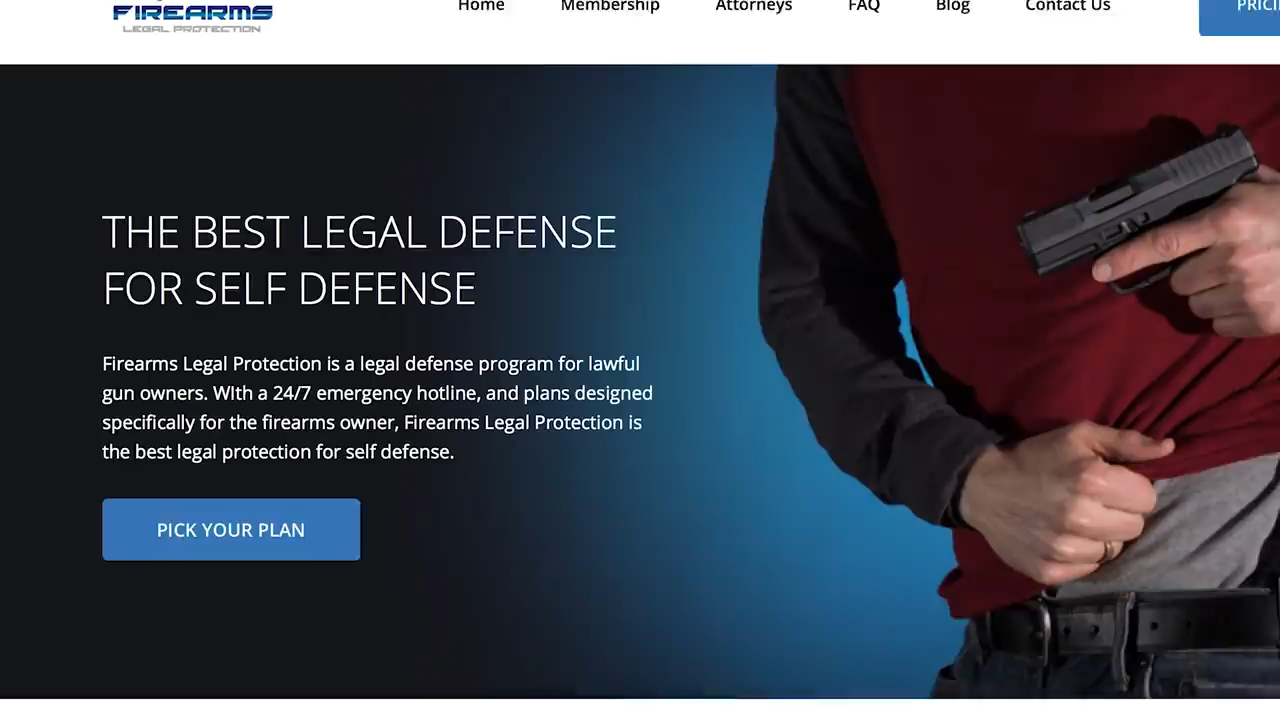 FIREARMS
LEGAL PROTECTION
Home Membership Attorneys FAQ Blog Contact Us
THE BEST LEGAL DEFENSE
FOR SELF DEFENSE
Firearms Legal Protection is a legal defense program for lawful
gun owners. WIth a 24/7 emergency hotline, and plans designed
specifically for the firearms owner, Firearms Legal Protection is
the best legal protection for self defense.
PICK YOUR PLAN